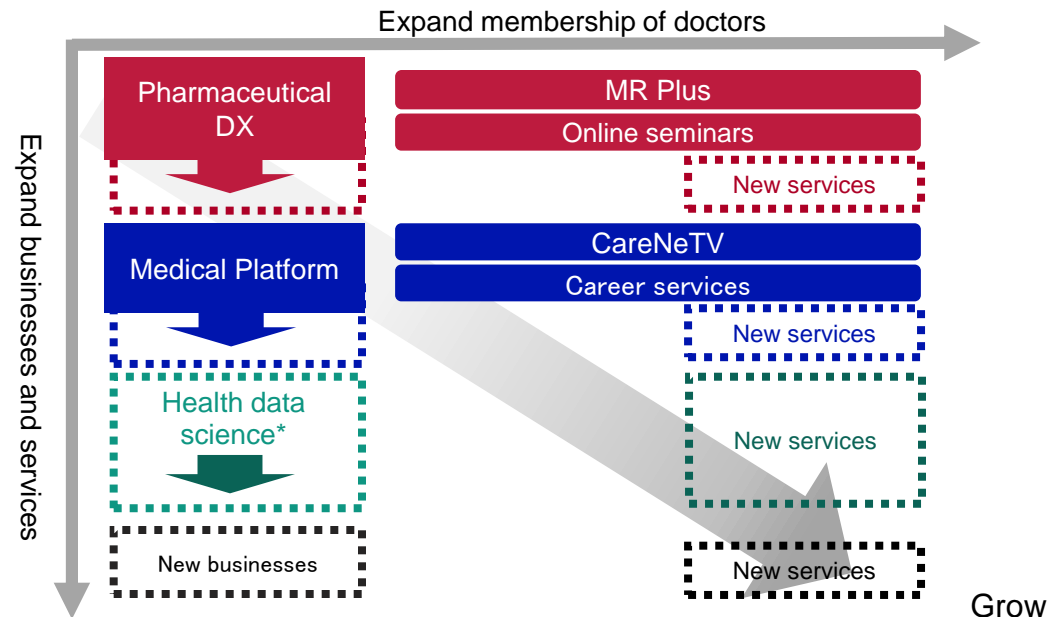 Expand membership of doctors
Expand businesses and services
Pharmaceutical
DX
MR Plus
Online seminars
New services
Medical Platform
CareNeTV
Career services
New services
Health data
science*
New services
New businesses
New services
Grow